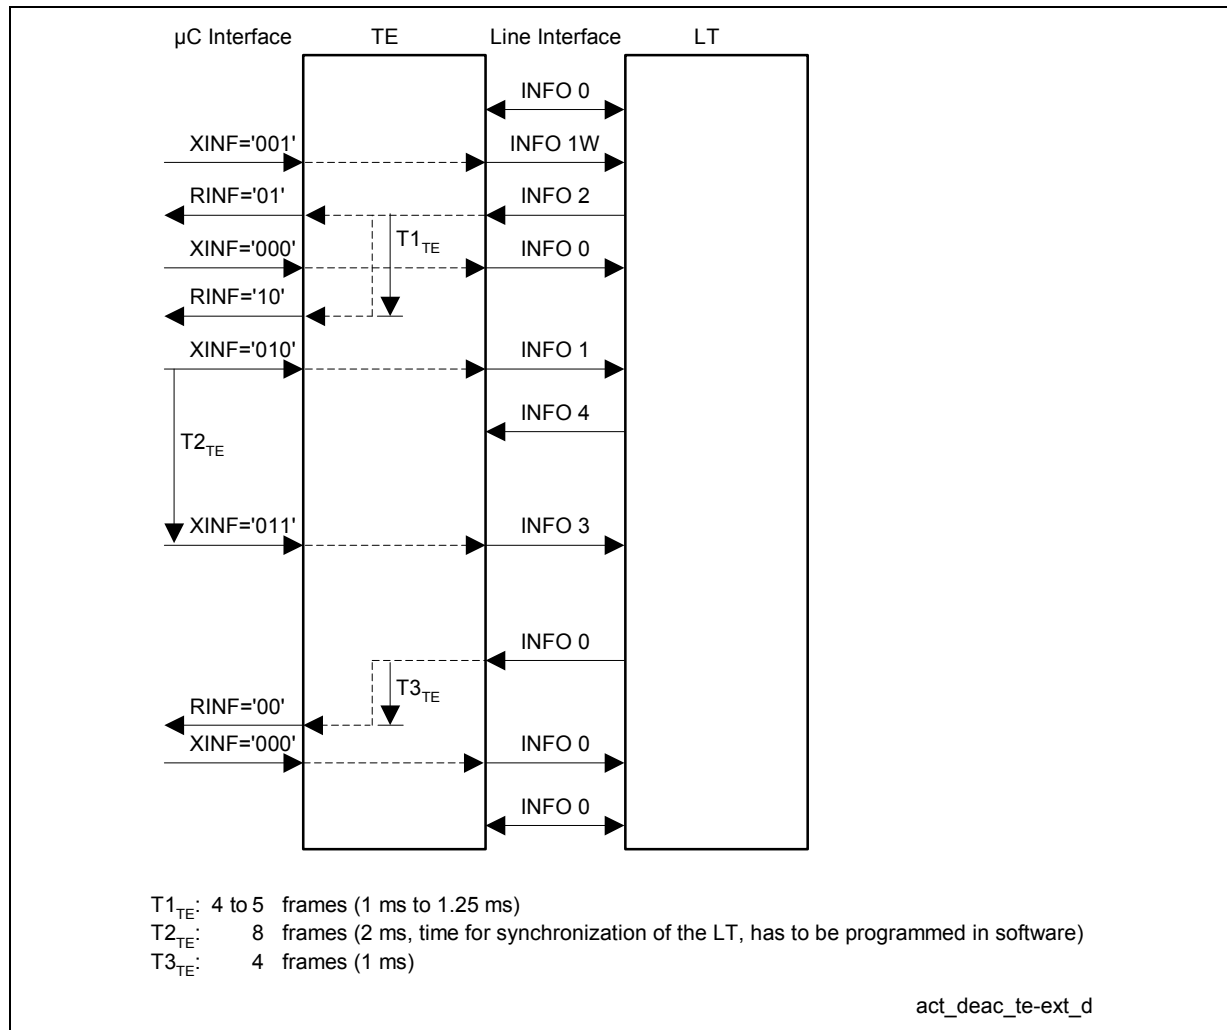 µC Interface TE Line Interface LT
INFO 0
XINF='001' INFO 1W
RINF='01' INFO 2
T1TE
XINF='000' INFO 0
RINF='10'
XINF='010' INFO 1
INFO 4
T2TE
XINF='011' INFO 3
INFO 0
T3TE
RINF='00'
XINF='000' INFO 0
INFO 0
T1TE: 4 to 5 frames (1 ms to 1.25 ms)
T2TE: 8 frames (2 ms, time for synchronization of the LT, has to be programmed in software)
T3TE: 4 frames (1 ms)
act_deac_te-ext_d